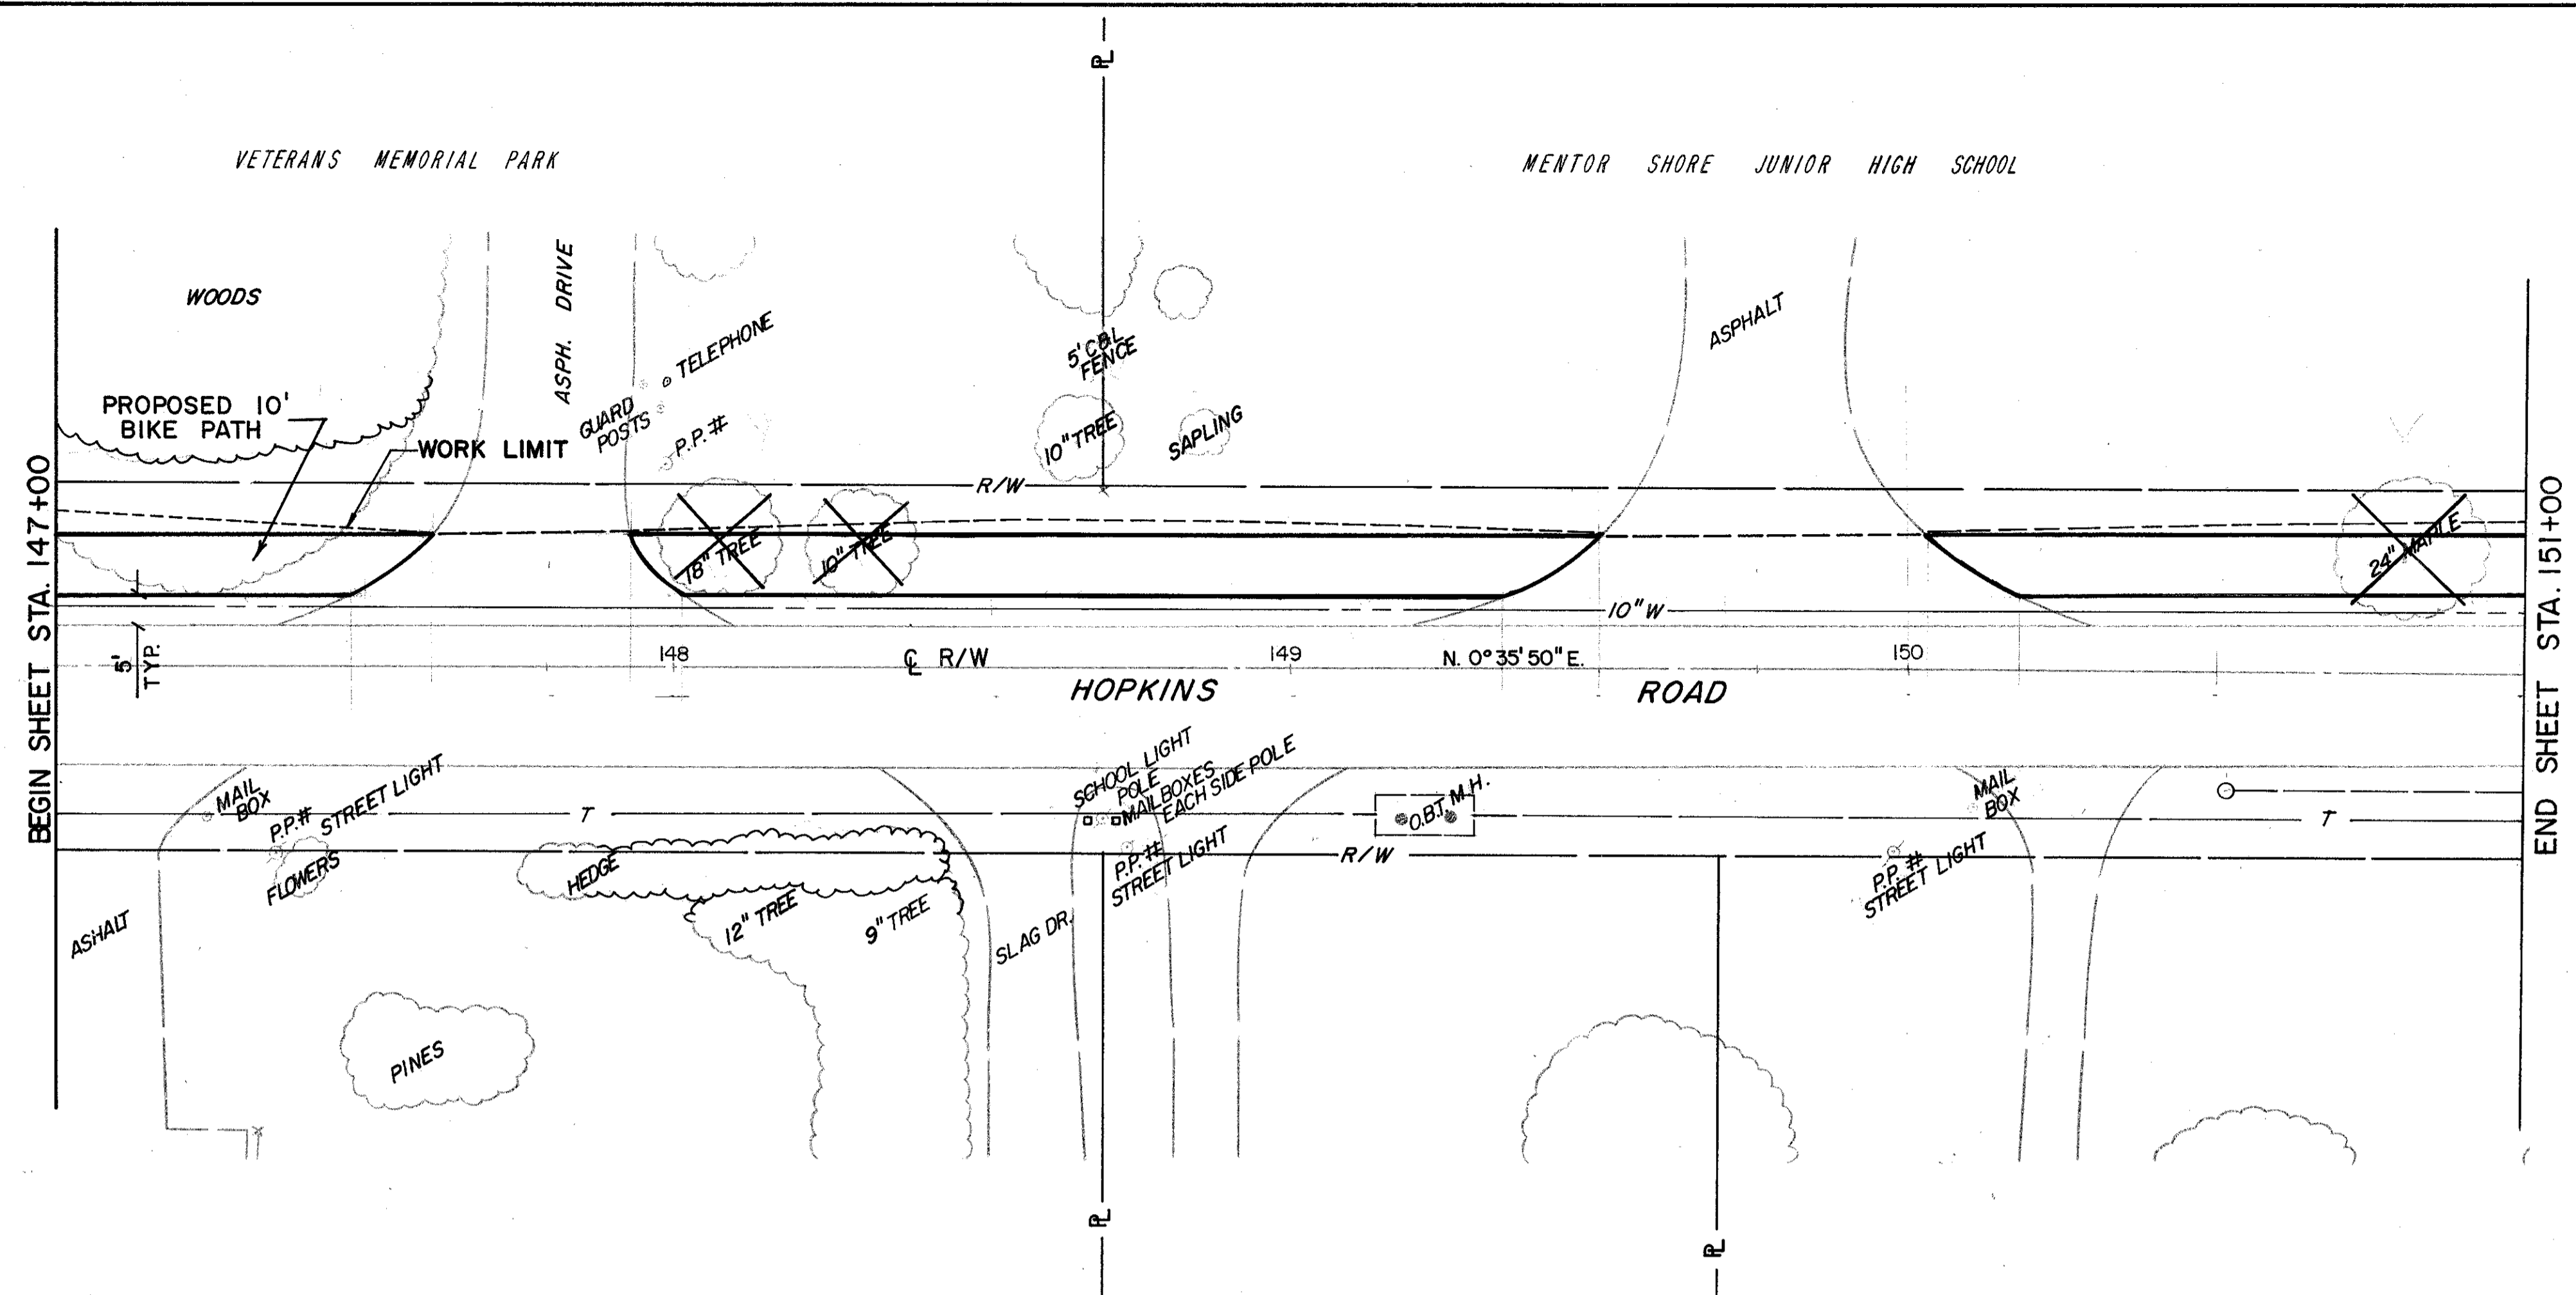 PL
VETERANS MEMORIAL PARK
MENTOR SHORE JUNIOR HIGH SCHOOL
WOODS
ASPH. DRIVE
TELEPHONE
GUARD
POSTS
P.P.#
5' C&L
FENCE
ASPHALT
PROPOSED 10'
BIKE PATH
WORK LIMIT
10" TREE
SAPLING
R/W
18" TREE
10" TREE
24" MAPLE
10" W
BEGIN SHEET STA. 147+00
END SHEET STA. 151+00
5'
TYP.
148
CL R/W
149
N. 0°35'50" E.
150
HOPKINS ROAD
MAIL
BOX
P.P.#
STREET LIGHT
FLOWERS
T
HEDGE
SCHOOL LIGHT
POLE
MAILBOXES
EACH SIDE POLE
P.P.#
STREET LIGHT
O.B.T. M.H.
R/W
MAIL
BOX
P.P. #
STREET LIGHT
T
ASHALT
12" TREE
9" TREE
SLAG DR.
PINES
PL
PL